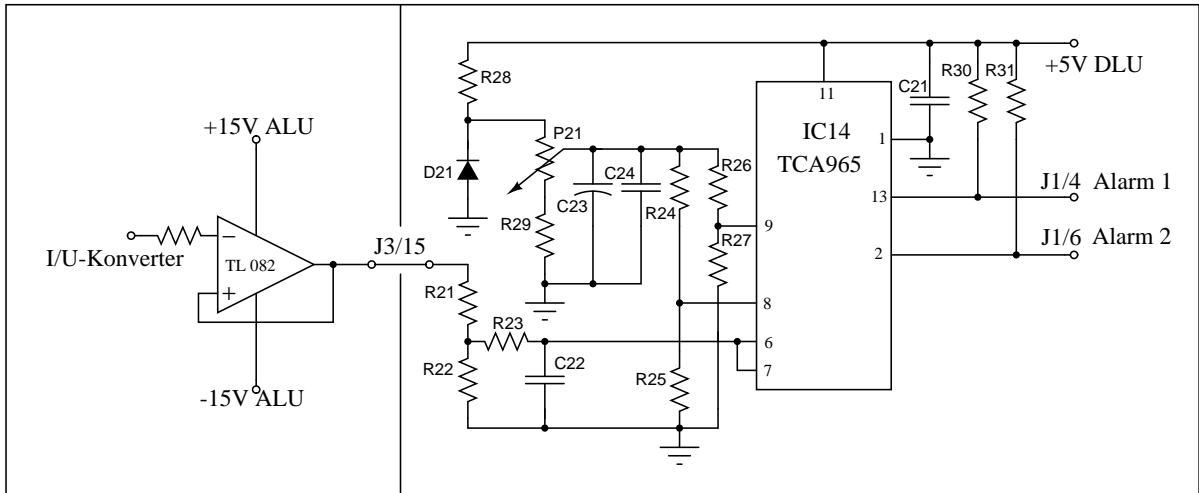 +5V DLU
R28
R30
R31
C21
11
+15V ALU
P21
IC14
TCA965
1
D21
C24
R26
C23
R24
13
J1/4 Alarm 1
R29
R27
9
J3/15
J1/6 Alarm 2
I/U-Konverter
−
TL 082
+
2
R21
8
R23
6
R22
C22
7
R25
-15V ALU